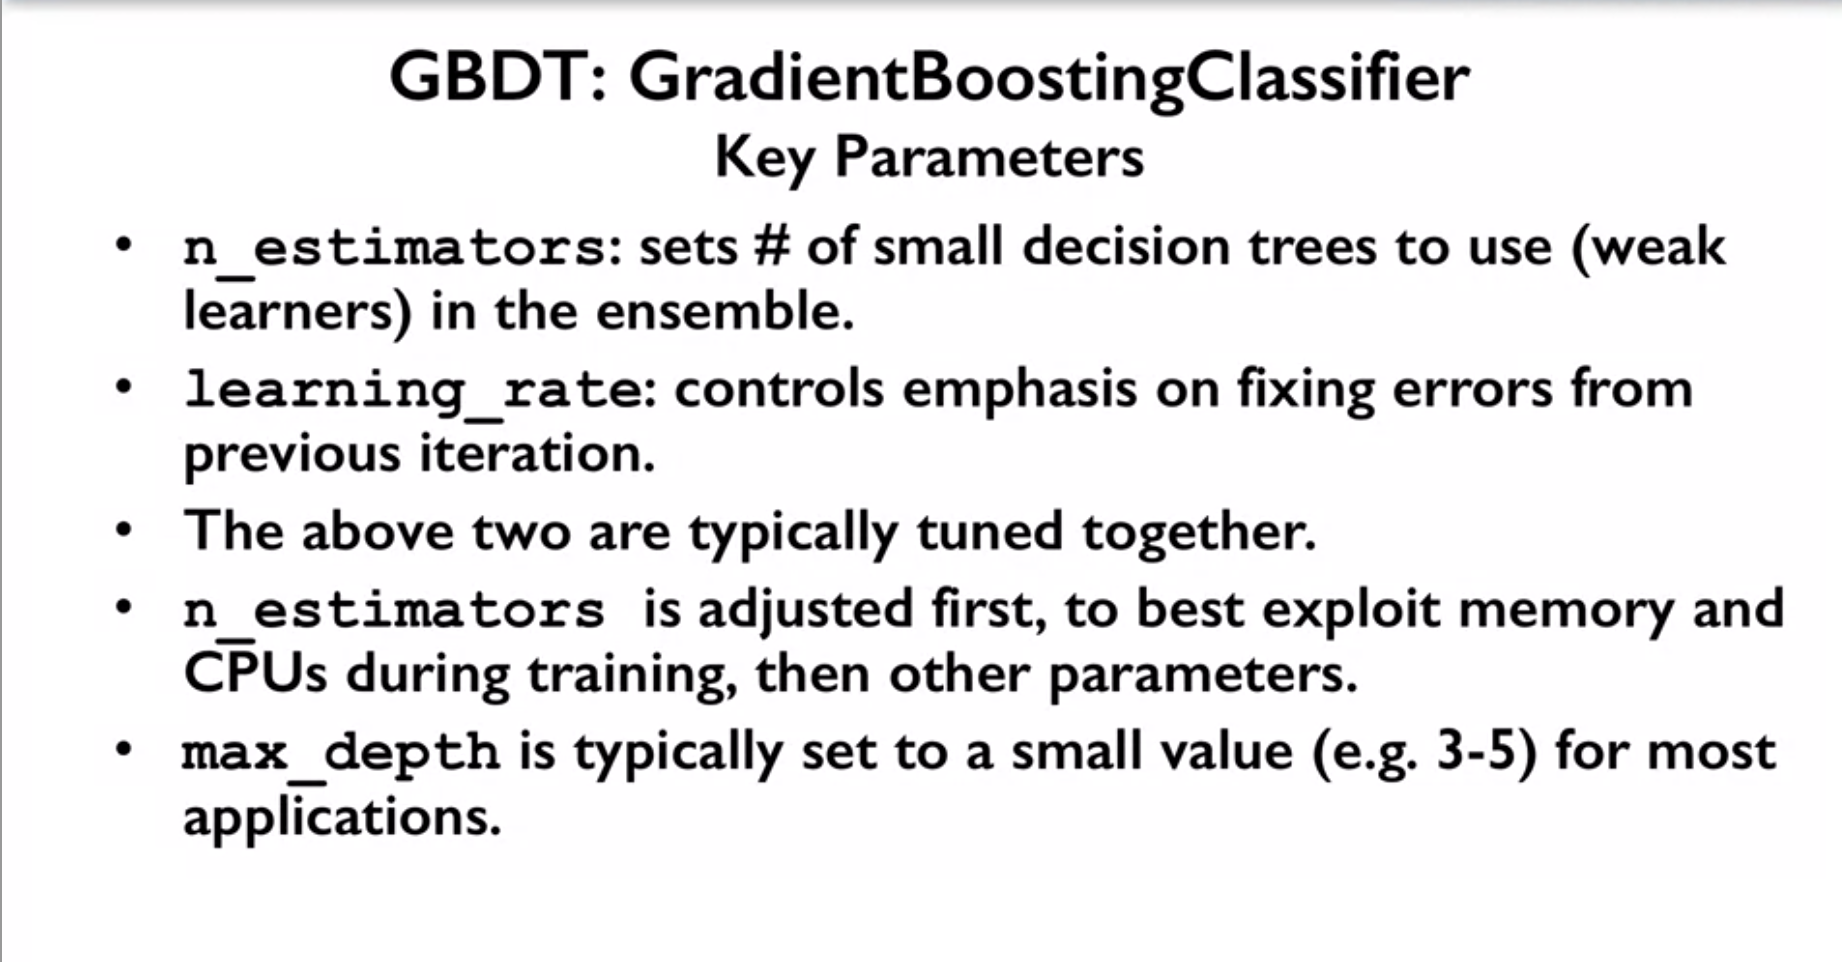 GBDT: GradientBoostingClassifier
Key Parameters
• n_estimators: sets # of small decision trees to use (weak
learners) in the ensemble.
• learning_rate: controls emphasis on fixing errors from
previous iteration.
• The above two are typically tuned together.
• n_estimators is adjusted first, to best exploit memory and
CPUs during training, then other parameters.
• max_depth is typically set to a small value (e.g. 3-5) for most
applications.